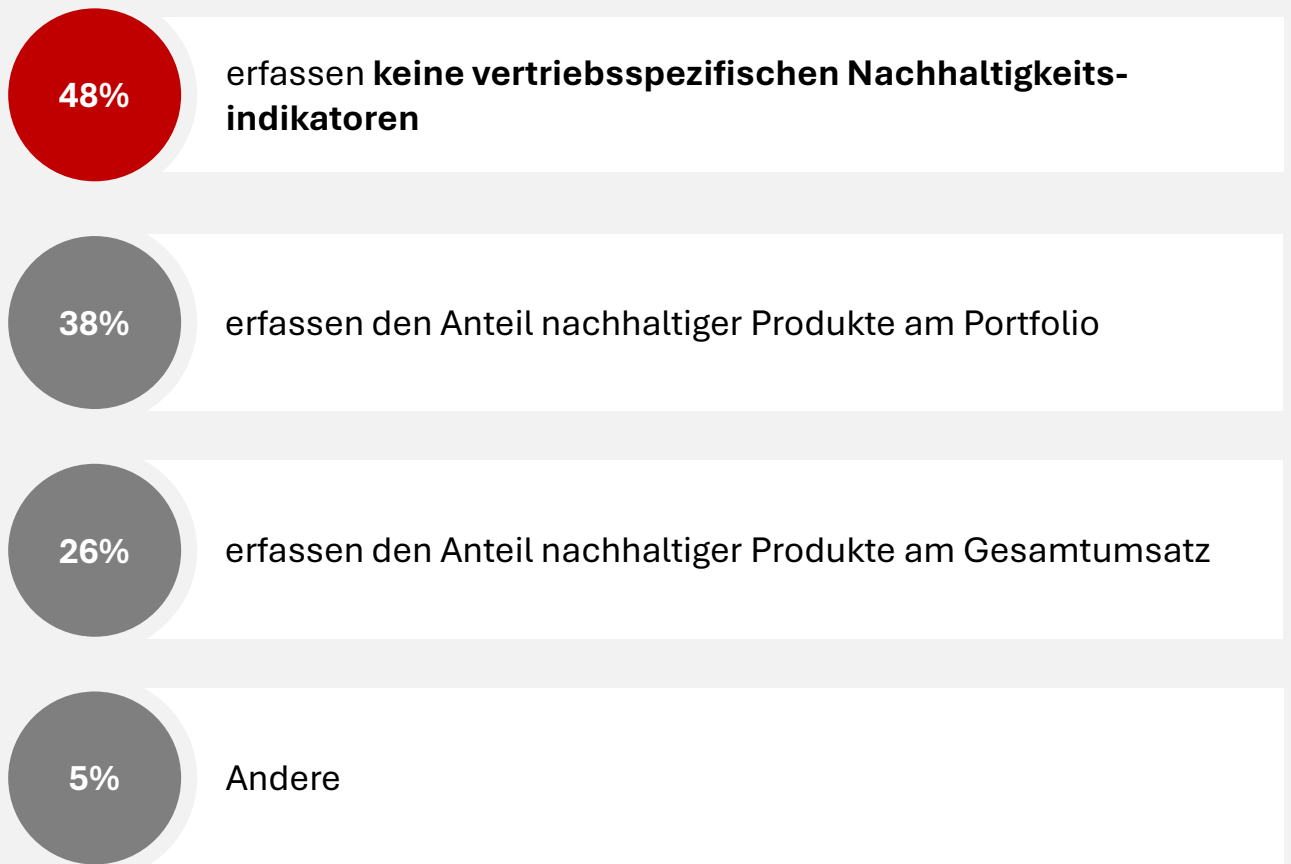 48%
erfassen keine vertriebsspezifischen Nachhaltigkeits-
indikatoren
38%
erfassen den Anteil nachhaltiger Produkte am Portfolio
26%
erfassen den Anteil nachhaltiger Produkte am Gesamtumsatz
5%
Andere